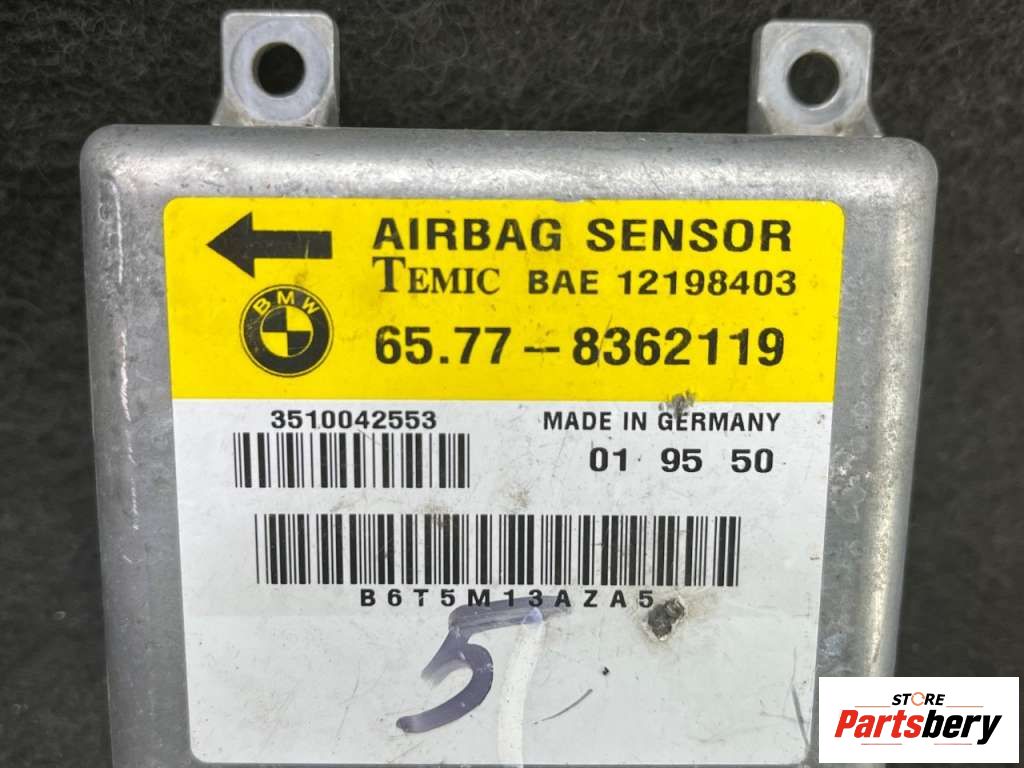 AIRBAG SENSOR
TEMIC BAE 12198403
BMW
65.77 – 8362119
3510042553 MADE IN GERMANY
01 95 50
B6T5M13AZA5
5
STORE
Partsbery